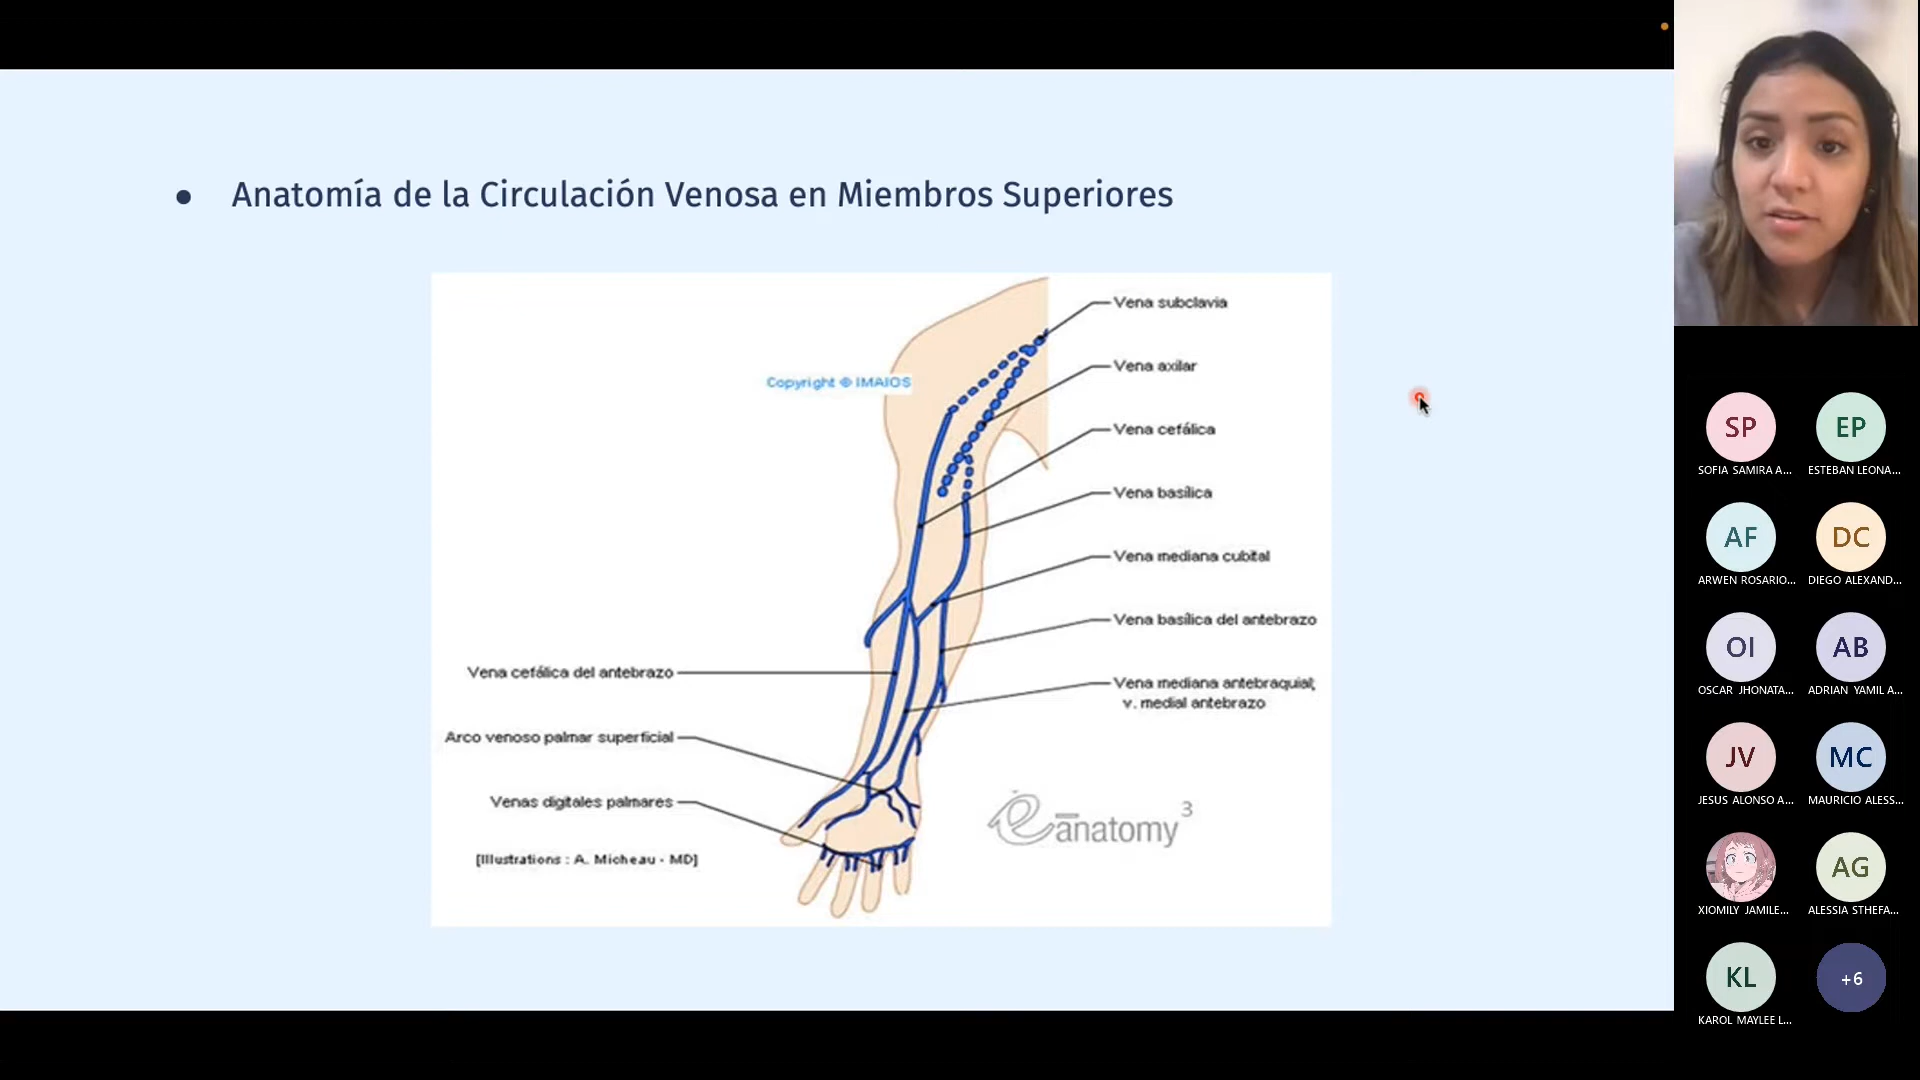 ● Anatomía de la Circulación Venosa en Miembros Superiores
Vena subclavia
Vena axilar
Copyright © IMAIOS
Vena cefálica
Vena basílica
Vena mediana cubital
Vena basílica del antebrazo
Vena cefálica del antebrazo
Vena mediana antebraquial;
v. medial antebrazo
Arco venoso palmar superficial
Venas digitales palmares
e-anatomy 3
[Illustrations : A. Micheau - MD]
SP
EP
SOFIA SAMIRA A...
ESTEBAN LEONA...
AF
DC
ARWEN ROSARIO...
DIEGO ALEXAND...
OI
AB
OSCAR JHONATA...
ADRIAN YAMIL A...
JV
MC
JESUS ALONSO A...
MAURICIO ALESS...
AG
XIOMILY JAMILE...
ALESSIA STHEFA...
KL
+6
KAROL MAYLEE L...